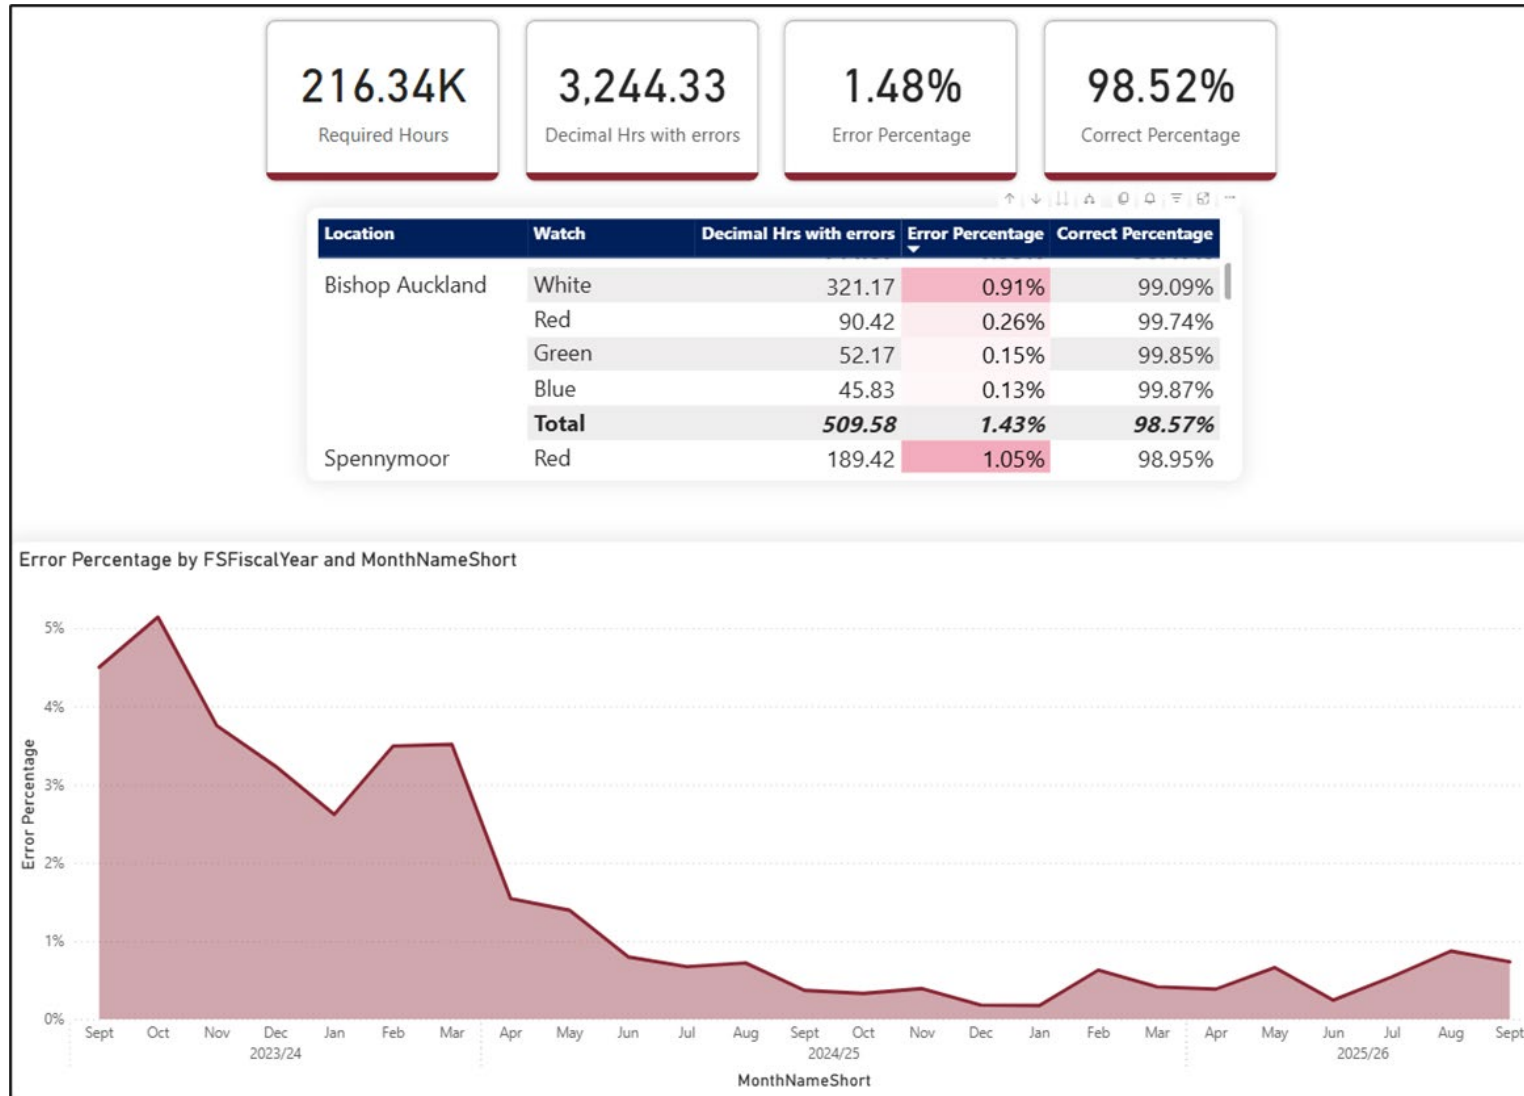 216.34K 3,244.33 1.48% 98.52%
Required Hours Decimal Hrs with errors Error Percentage Correct Percentage
Location Watch Decimal Hrs with errors Error Percentage Correct Percentage
Bishop Auckland White 321.17 0.91% 99.09%
Red 90.42 0.26% 99.74%
Green 52.17 0.15% 99.85%
Blue 45.83 0.13% 99.87%
Total 509.58 1.43% 98.57%
Spennymoor Red 189.42 1.05% 98.95%
Error Percentage by FSFiscalYear and MonthNameShort
5%
4%
3%
2%
1%
0%
Error Percentage
Sept Oct Nov Dec Jan Feb Mar Apr May Jun Jul Aug Sept Oct Nov Dec Jan Feb Mar Apr May Jun Jul Aug Sept
2023/24 2024/25 2025/26
MonthNameShort